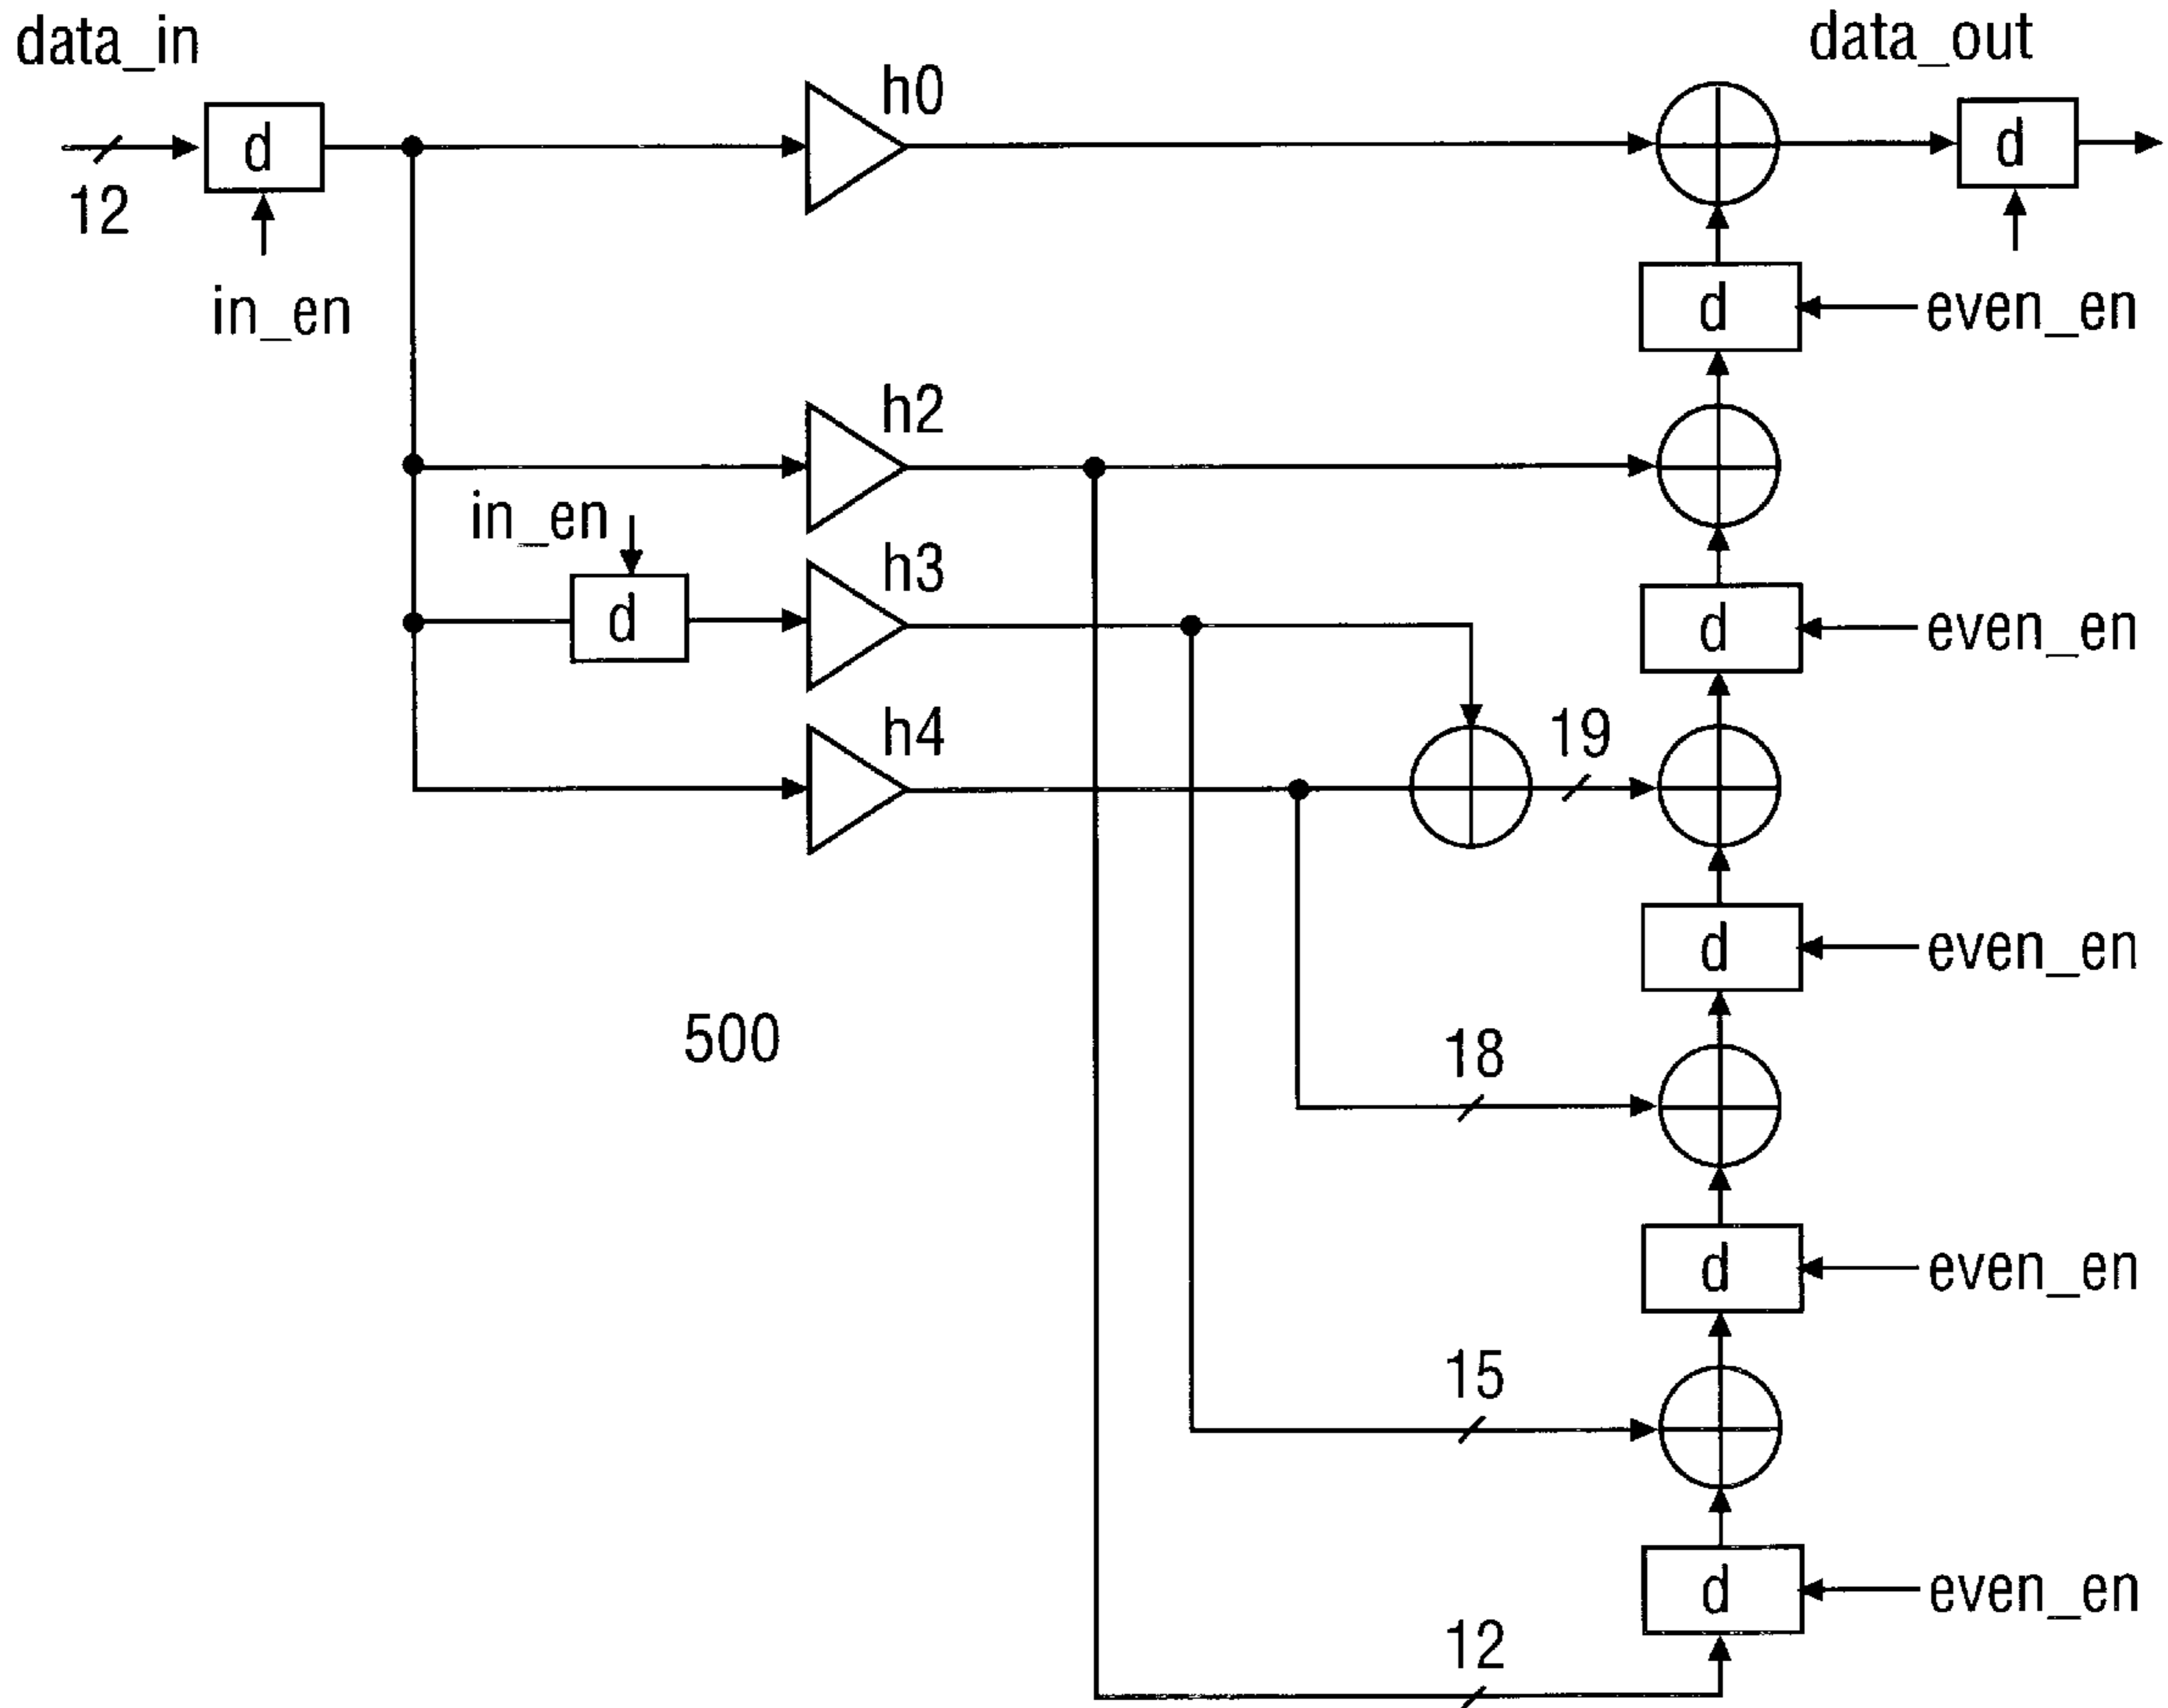 data_in
data_out
h0
d
d
12
in_en
d
even_en
h2
in_en
h3
d
d
even_en
h4
19
d
even_en
500
18
d
even_en
15
d
even_en
12